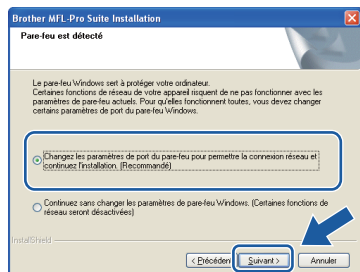 Brother MFL-Pro Suite Installation
Pare-feu est détecté
Le pare-feu Windows sert à protéger votre ordinateur.
Certaines fonctions de réseau de votre appareil risquent de ne pas fonctionner avec les
paramètres de pare-feu actuels. Pour qu'elles fonctionnent toutes, vous devez changer
certains paramètres de port du pare-feu Windows.
Changez les paramètres de port du pare-feu pour permettre la connexion réseau et
continuez l'installation. (Recommandé)
Continuez sans changer les paramètres de pare-feu Windows. (Certaines fonctions de
réseau seront désactivées)
InstallShield
< Précédent
Suivant >
Annuler